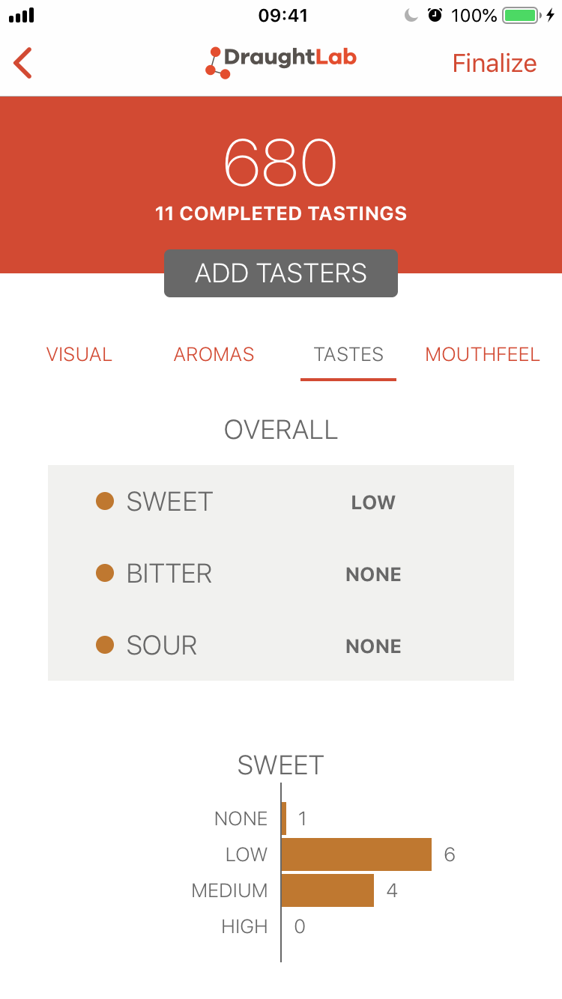 09:41 100%
DraughtLab Finalize
680
11 COMPLETED TASTINGS
ADD TASTERS
VISUAL AROMAS TASTES MOUTHFEEL
OVERALL
SWEET LOW
BITTER NONE
SOUR NONE
SWEET
NONE 1
LOW 6
MEDIUM 4
HIGH 0